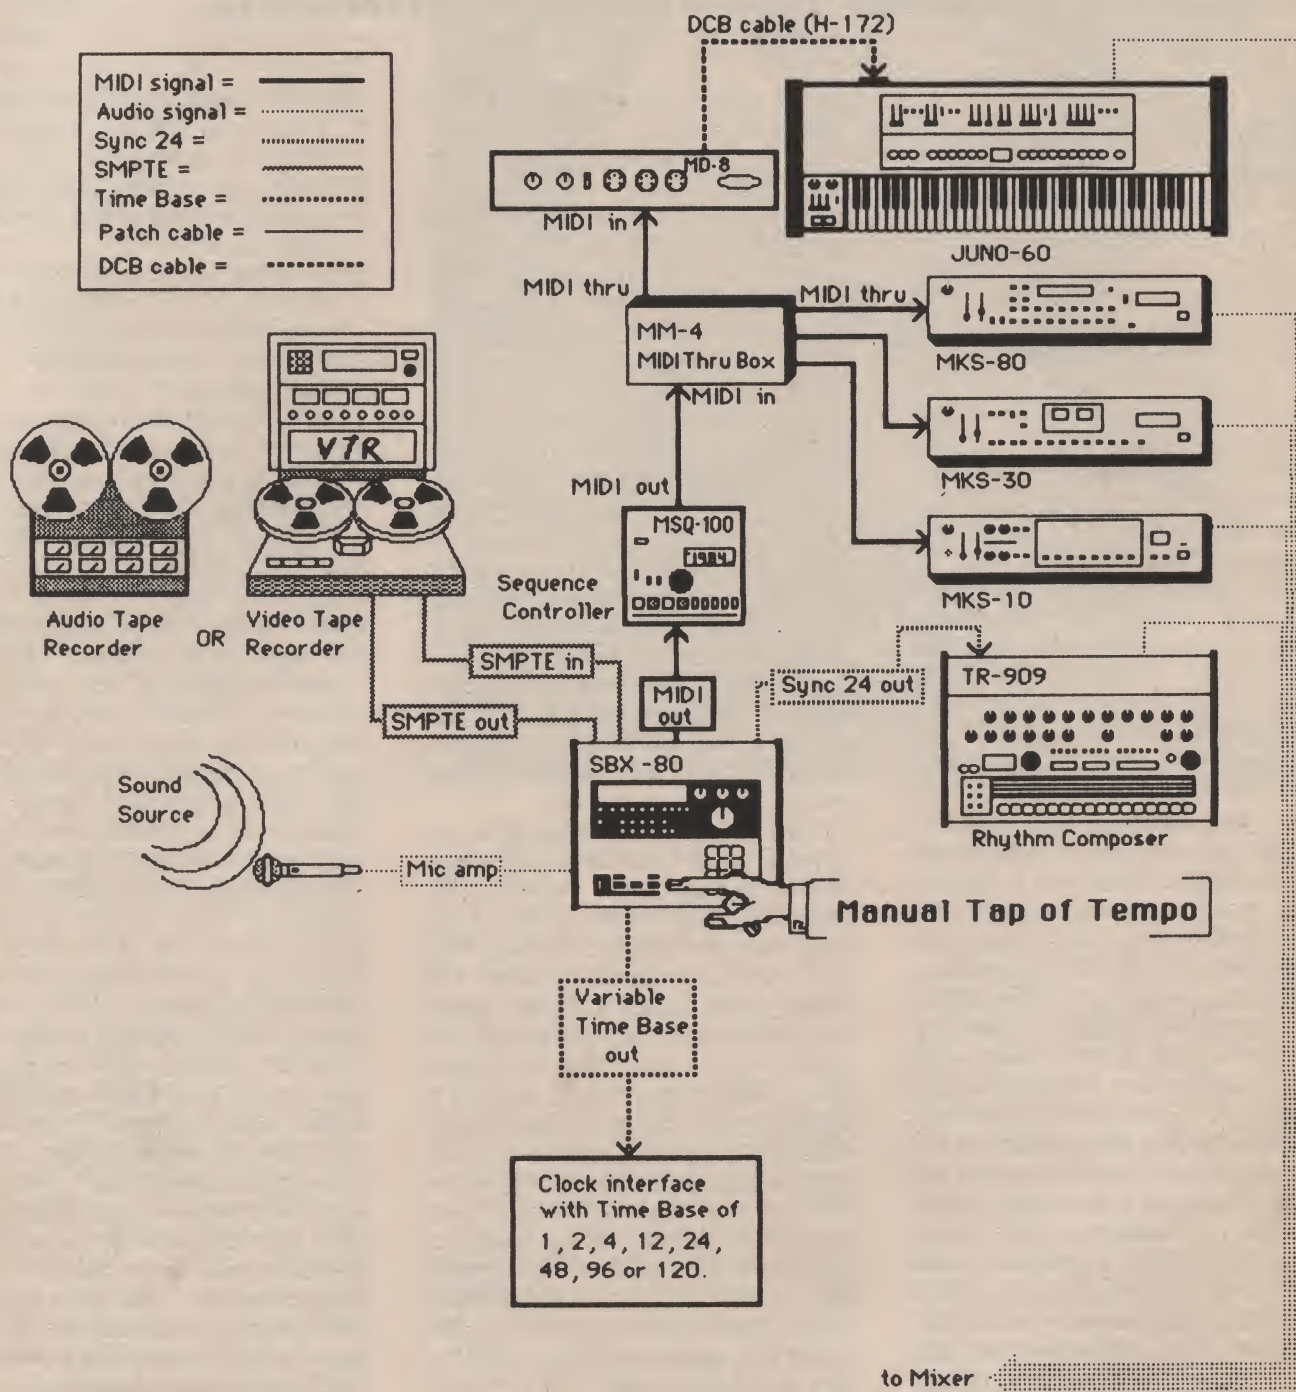 DCB cable (H-172)
MIDI signal =
Audio signal =
Sync 24 =
SMPTE =
Time Base =
Patch cable =
DCB cable =
MD-8
MIDI in
JUNO-60
MIDI thru
MIDI thru
MM-4
MIDI Thru Box
MIDI in
MKS-80
VTR
MKS-30
MIDI out
MSQ-100
Sequence
Controller
MKS-10
Audio Tape
Recorder
OR
Video Tape
Recorder
SMPTE in
SMPTE out
MIDI
out
Sync 24 out
TR-909
Rhythm Composer
SBX -80
Sound
Source
Mic amp
Manual Tap of Tempo
Variable
Time Base
out
Clock interface
with Time Base of
1, 2, 4, 12, 24,
48, 96 or 120.
to Mixer